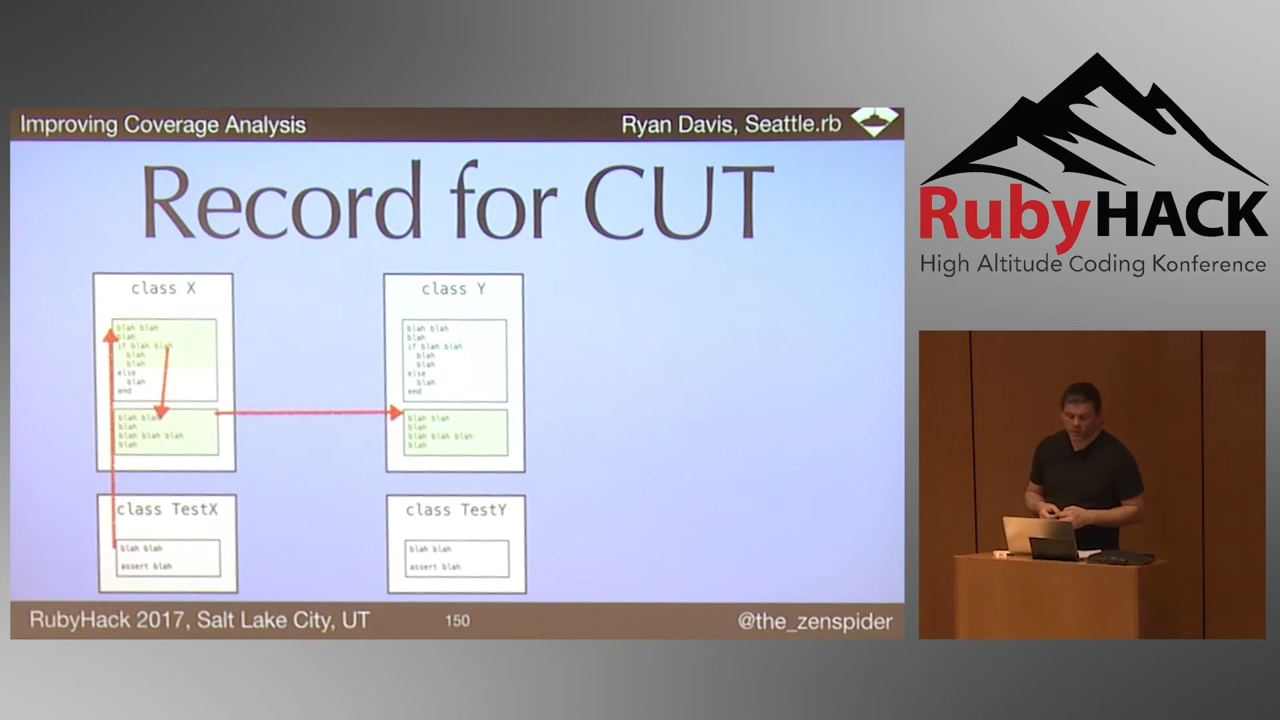 Improving Coverage Analysis
Ryan Davis, Seattle.rb
Record for CUT
class X
blah blah
blah
if blah blah
blah
blah
else
blah
end
blah blah
blah
blah blah blah
blah
class Y
blah blah
blah
if blah blah
blah
blah
else
blah
end
blah blah
blah
blah blah blah
blah
class TestX
blah blah
assert blah
class TestY
blah blah
assert blah
RubyHack 2017, Salt Lake City, UT
150
@the_zenspider
RubyHACK
High Altitude Coding Konference